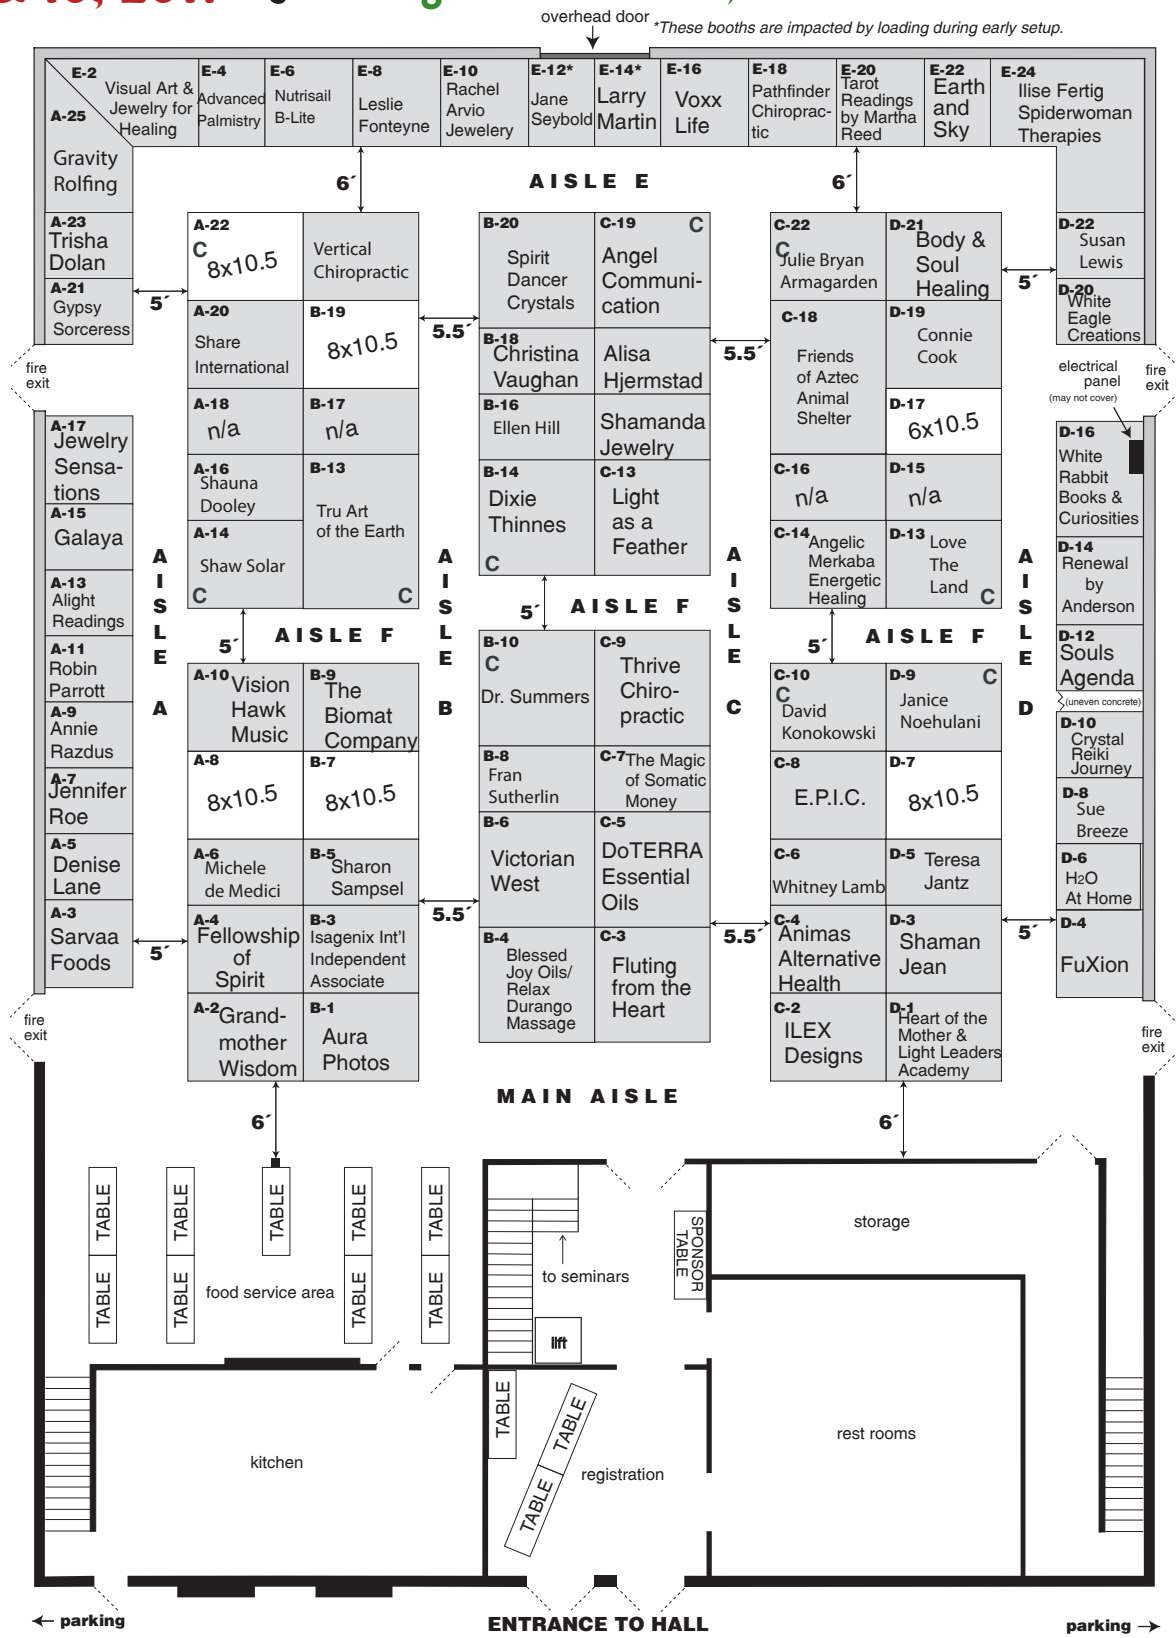 overhead door
*These booths are impacted by loading during early setup.
E-2
Visual Art &
Jewelry for
Healing
E-4
Advanced
Palmistry
E-6
Nutrisail
B-Lite
E-8
Leslie
Fonteyne
E-10
Rachel
Arvio
Jewelery
E-12*
Jane
Seybold
E-14*
Larry
Martin
E-16
Voxx
Life
E-18
Pathfinder
Chiroprac-
tic
E-20
Tarot
Readings
by Martha
Reed
E-22
Earth
and
Sky
E-24
Ilise Fertig
Spiderwoman
Therapies
A-25
Gravity
Rolfing
A-23
Trisha
Dolan
A-21
Gypsy
Sorceress
fire
exit
A-17
Jewelry
Sensa-
tions
A-15
Galaya
A-13
Alight
Readings
A-11
Robin
Parrott
A-9
Annie
Razdus
A-7
Jennifer
Roe
A-5
Denise
Lane
A-3
Sarvaa
Foods
fire
exit
6´
AISLE E
6´
5´
AISLE
A
5´
A-22
C
8x10.5
Vertical
Chiropractic
A-20
Share
International
B-19
8x10.5
A-18
n/a
B-17
n/a
A-16
Shauna
Dooley
B-13
Tru Art
of the Earth
C
A-14
Shaw Solar
C
5´
AISLE F
A-10
Vision
Hawk
Music
B-9
The
Biomat
Company
A-8
8x10.5
B-7
8x10.5
A-6
Michele
de Medici
B-5
Sharon
Sampsel
A-4
Fellowship
of
Spirit
B-3
Isagenix Int'l
Independent
Associate
A-2
Grand-
mother
Wisdom
B-1
Aura
Photos
5.5´
AISLE
B
5.5´
B-20
Spirit
Dancer
Crystals
C-19
C
Angel
Communi-
cation
B-18
Christina
Vaughan
Alisa
Hjermstad
B-16
Ellen Hill
Shamanda
Jewelry
B-14
Dixie
Thinnes
C
C-13
Light
as a
Feather
5´
AISLE F
B-10
C
Dr. Summers
C-9
Thrive
Chiro-
practic
B-8
Fran
Sutherlin
C-7
The Magic
of Somatic
Money
B-6
Victorian
West
C-5
DoTERRA
Essential
Oils
B-4
Blessed
Joy Oils/
Relax
Durango
Massage
C-3
Fluting
from the
Heart
5.5´
AISLE
C
5.5´
C-22
C
Julie Bryan
Armagarden
D-21
Body &
Soul
Healing
C-18
Friends
of Aztec
Animal
Shelter
D-19
Connie
Cook
D-17
6x10.5
C-16
n/a
D-15
n/a
C-14
Angelic
Merkaba
Energetic
Healing
D-13
Love
The
Land
C
5´
AISLE F
C-10
C
David
Konokowski
D-9
C
Janice
Noehulani
C-8
E.P.I.C.
D-7
8x10.5
C-6
Whitney Lamb
D-5
Teresa
Jantz
C-4
Animas
Alternative
Health
D-3
Shaman
Jean
C-2
ILEX
Designs
D-1
Heart of the
Mother &
Light Leaders
Academy
5´
AISLE
D
5´
D-22
Susan
Lewis
D-20
White
Eagle
Creations
electrical
panel
(may not cover)
fire
exit
D-16
White
Rabbit
Books &
Curiosities
D-14
Renewal
by
Anderson
D-12
Souls
Agenda
(uneven concrete)
D-10
Crystal
Reiki
Journey
D-8
Sue
Breeze
D-6
H2O
At Home
D-4
FuXion
fire
exit
MAIN AISLE
6´
6´
TABLE
TABLE
TABLE
TABLE
TABLE
TABLE
TABLE
TABLE
TABLE
food service area
to seminars
lift
SPONSOR
TABLE
storage
TABLE
TABLE
TABLE
registration
kitchen
rest rooms
parking
ENTRANCE TO HALL
parking